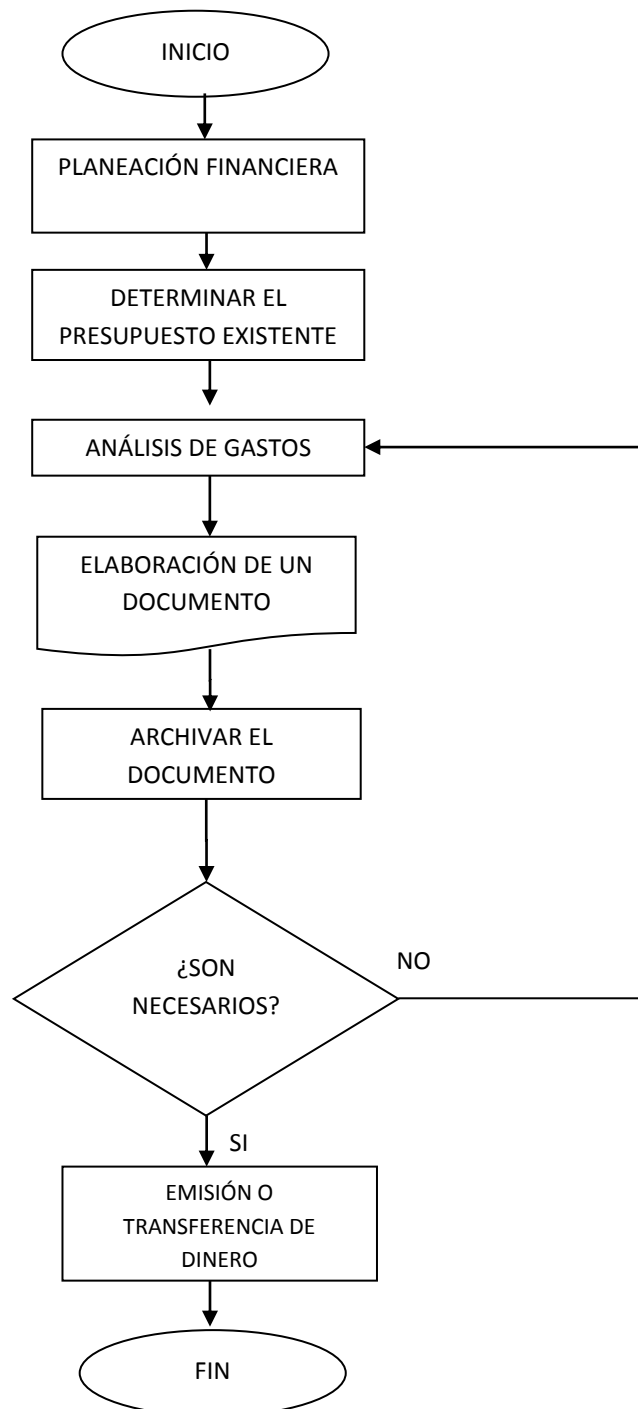 INICIO
PLANEACIÓN FINANCIERA
DETERMINAR EL
PRESUPUESTO EXISTENTE
ANÁLISIS DE GASTOS
ELABORACIÓN DE UN
DOCUMENTO
ARCHIVAR EL
DOCUMENTO
¿SON
NECESARIOS?
NO
SI
EMISIÓN O
TRANSFERENCIA DE
DINERO
FIN